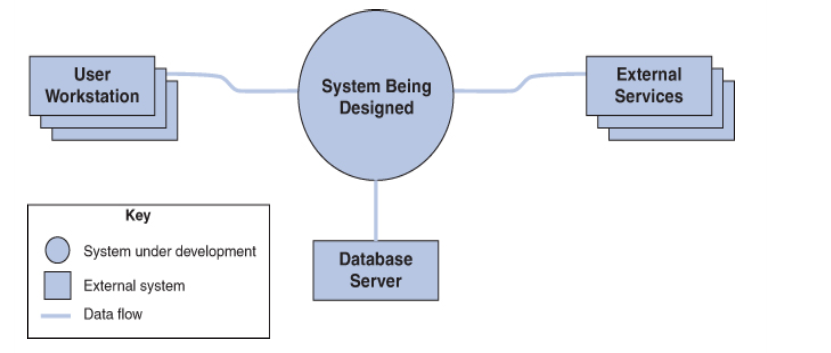 User
Workstation
System Being
Designed
External
Services
Database
Server
Key
System under development
External system
Data flow